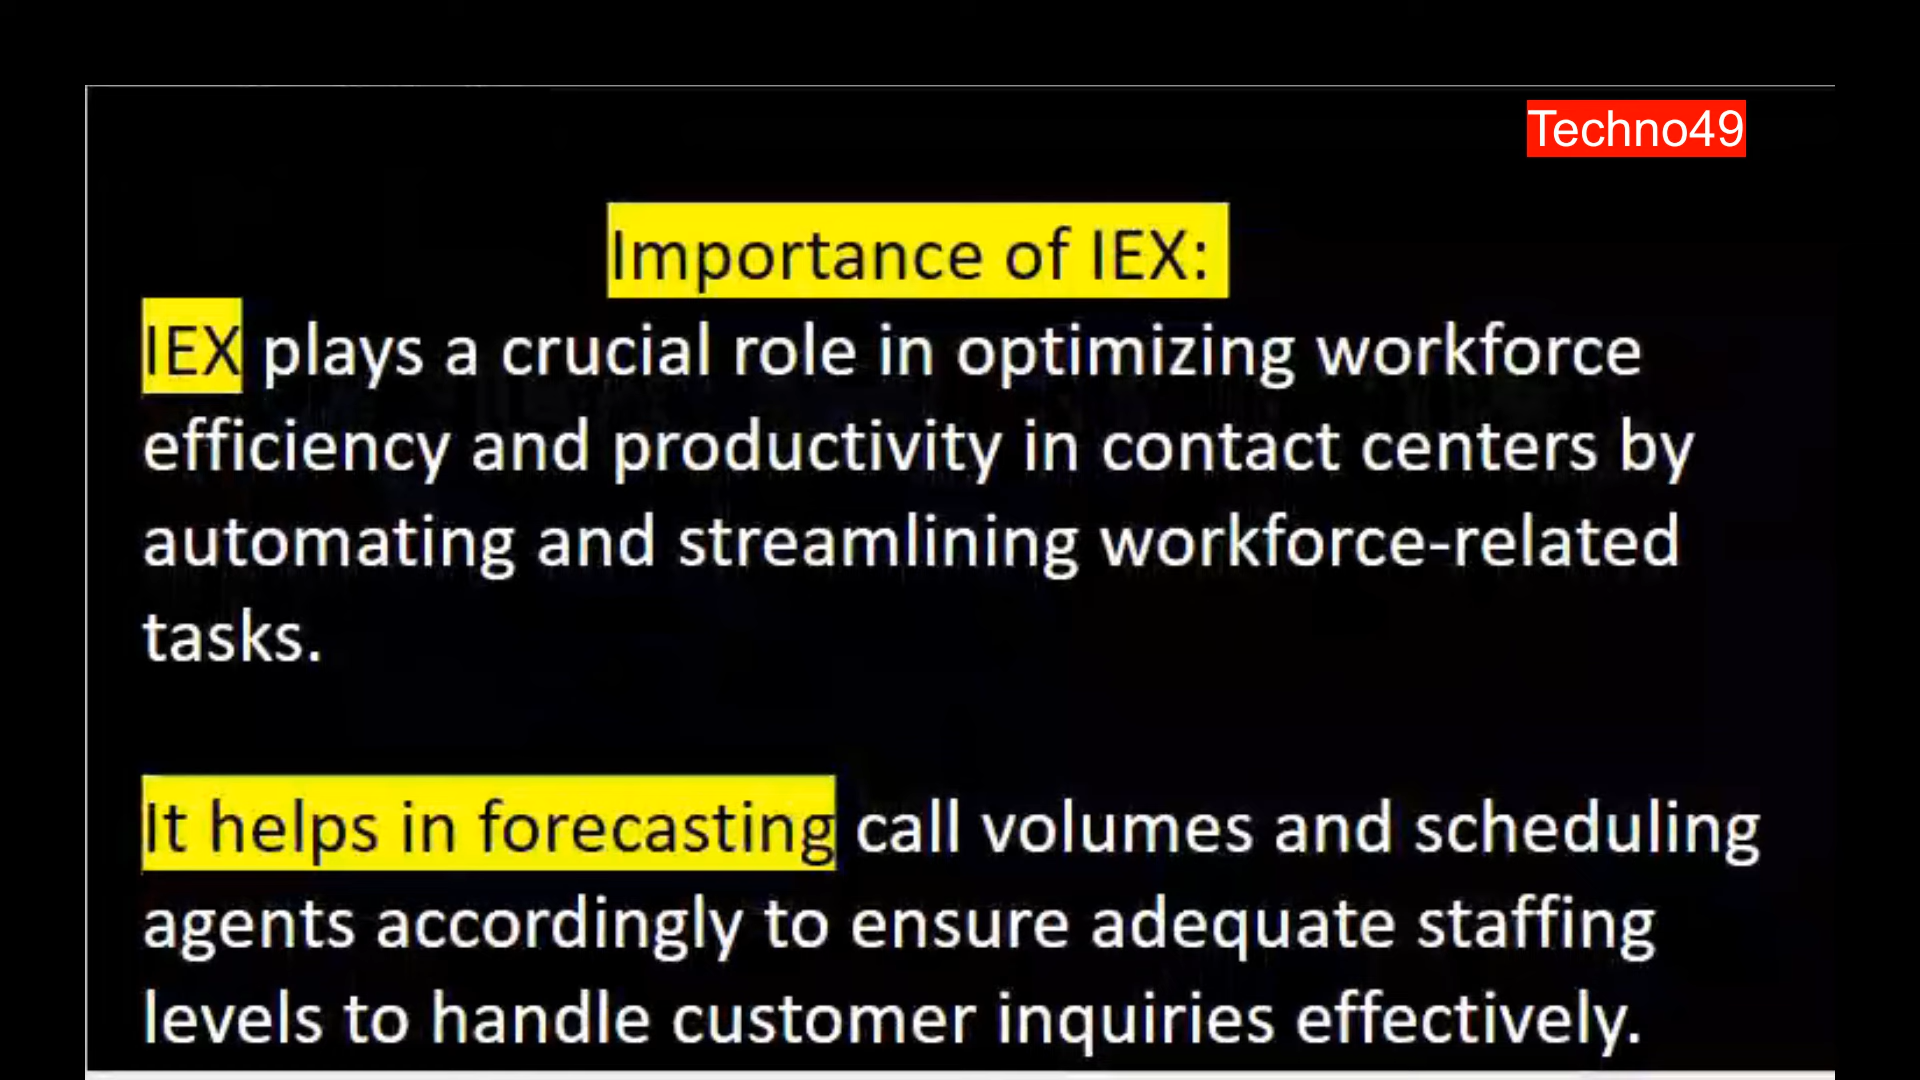 Techno49
Importance of IEX:
IEX plays a crucial role in optimizing workforce
efficiency and productivity in contact centers by
automating and streamlining workforce-related
tasks.
It helps in forecasting call volumes and scheduling
agents accordingly to ensure adequate staffing
levels to handle customer inquiries effectively.